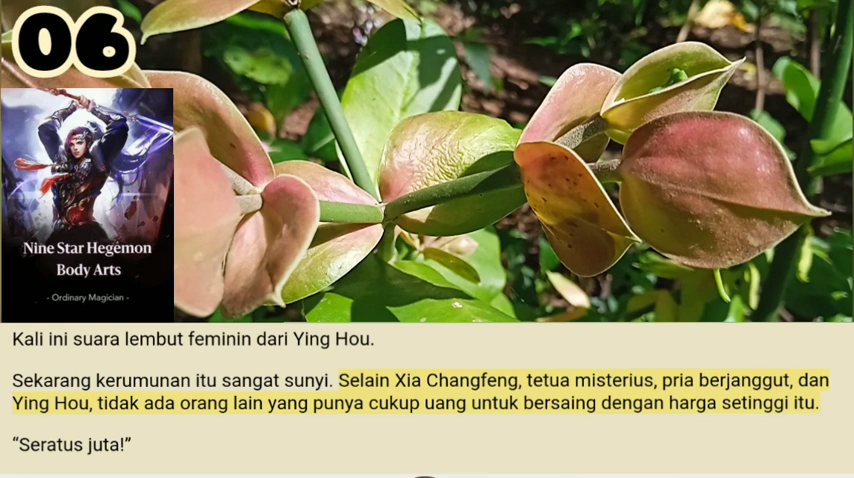 06
Nine Star Hegemon
Body Arts
- Ordinary Magician -
Kali ini suara lembut feminin dari Ying Hou.
Sekarang kerumunan itu sangat sunyi. Selain Xia Changfeng, tetua misterius, pria berjanggut, dan
Ying Hou, tidak ada orang lain yang punya cukup uang untuk bersaing dengan harga setinggi itu.
“Seratus juta!”